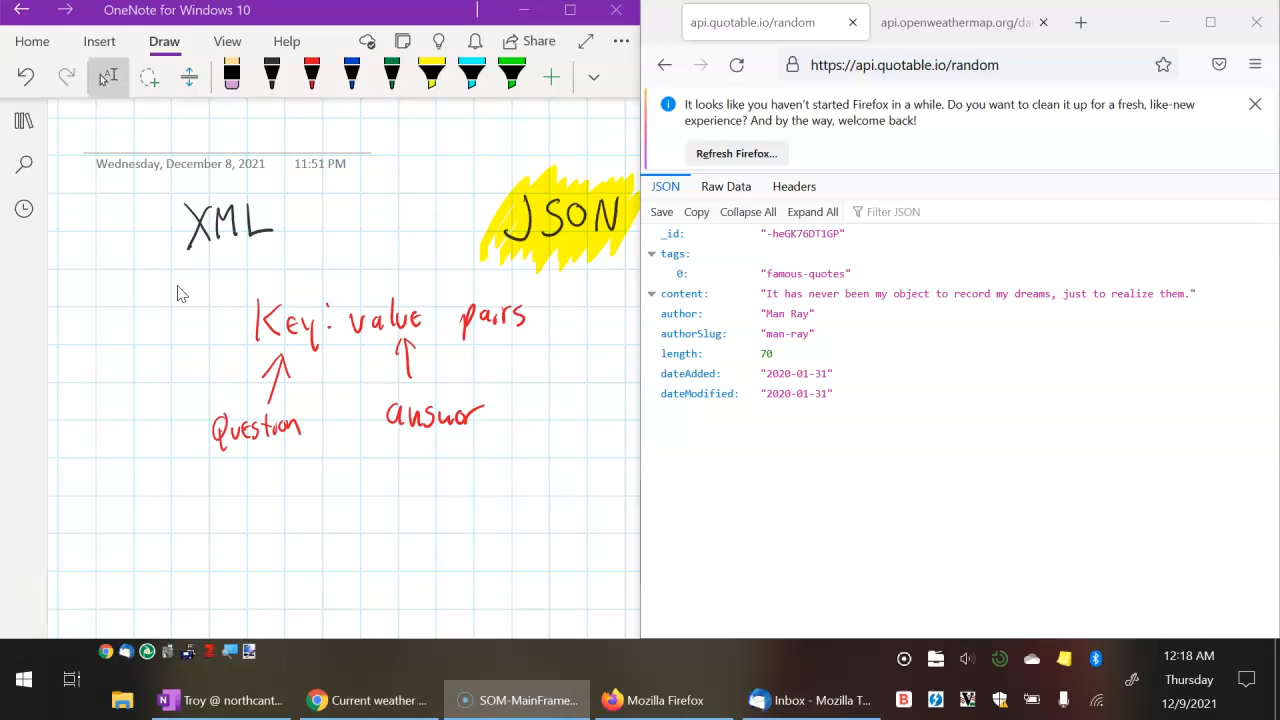 OneNote for Windows 10
Home Insert Draw View Help Share
Wednesday, December 8, 2021 11:51 PM
XML JSON
Key: value pairs
Question answor
api.quotable.io/random api.openweathermap.org/da
https://api.quotable.io/random
It looks like you haven't started Firefox in a while. Do you want to clean it up for a fresh, like-new
experience? And by the way, welcome back!
Refresh Firefox...
JSON Raw Data Headers
Save Copy Collapse All Expand All Filter JSON
_id: "-heGK76DT1GP"
tags:
0: "famous-quotes"
content: "It has never been my object to record my dreams, just to realize them."
author: "Man Ray"
authorSlug: "man-ray"
length: 70
dateAdded: "2020-01-31"
dateModified: "2020-01-31"
12:18 AM
Thursday
12/9/2021
Troy @ northcant... Current weather ... SOM-MainFrame... Mozilla Firefox Inbox - Mozilla T...